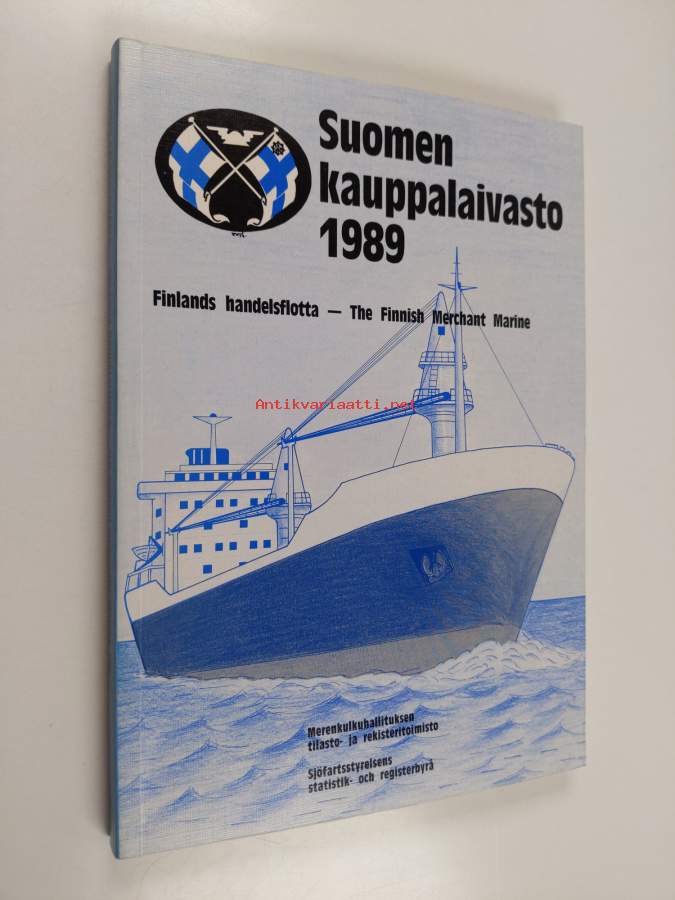 Suomen
kauppalaivasto
1989
Finlands handelsflotta — The Finnish Merchant Marine
Antikvariaatti.net
Merenkulkuhallituksen
tilasto- ja rekisteritoimisto
Sjöfartsstyrelsens
statistik- och registerbyrå